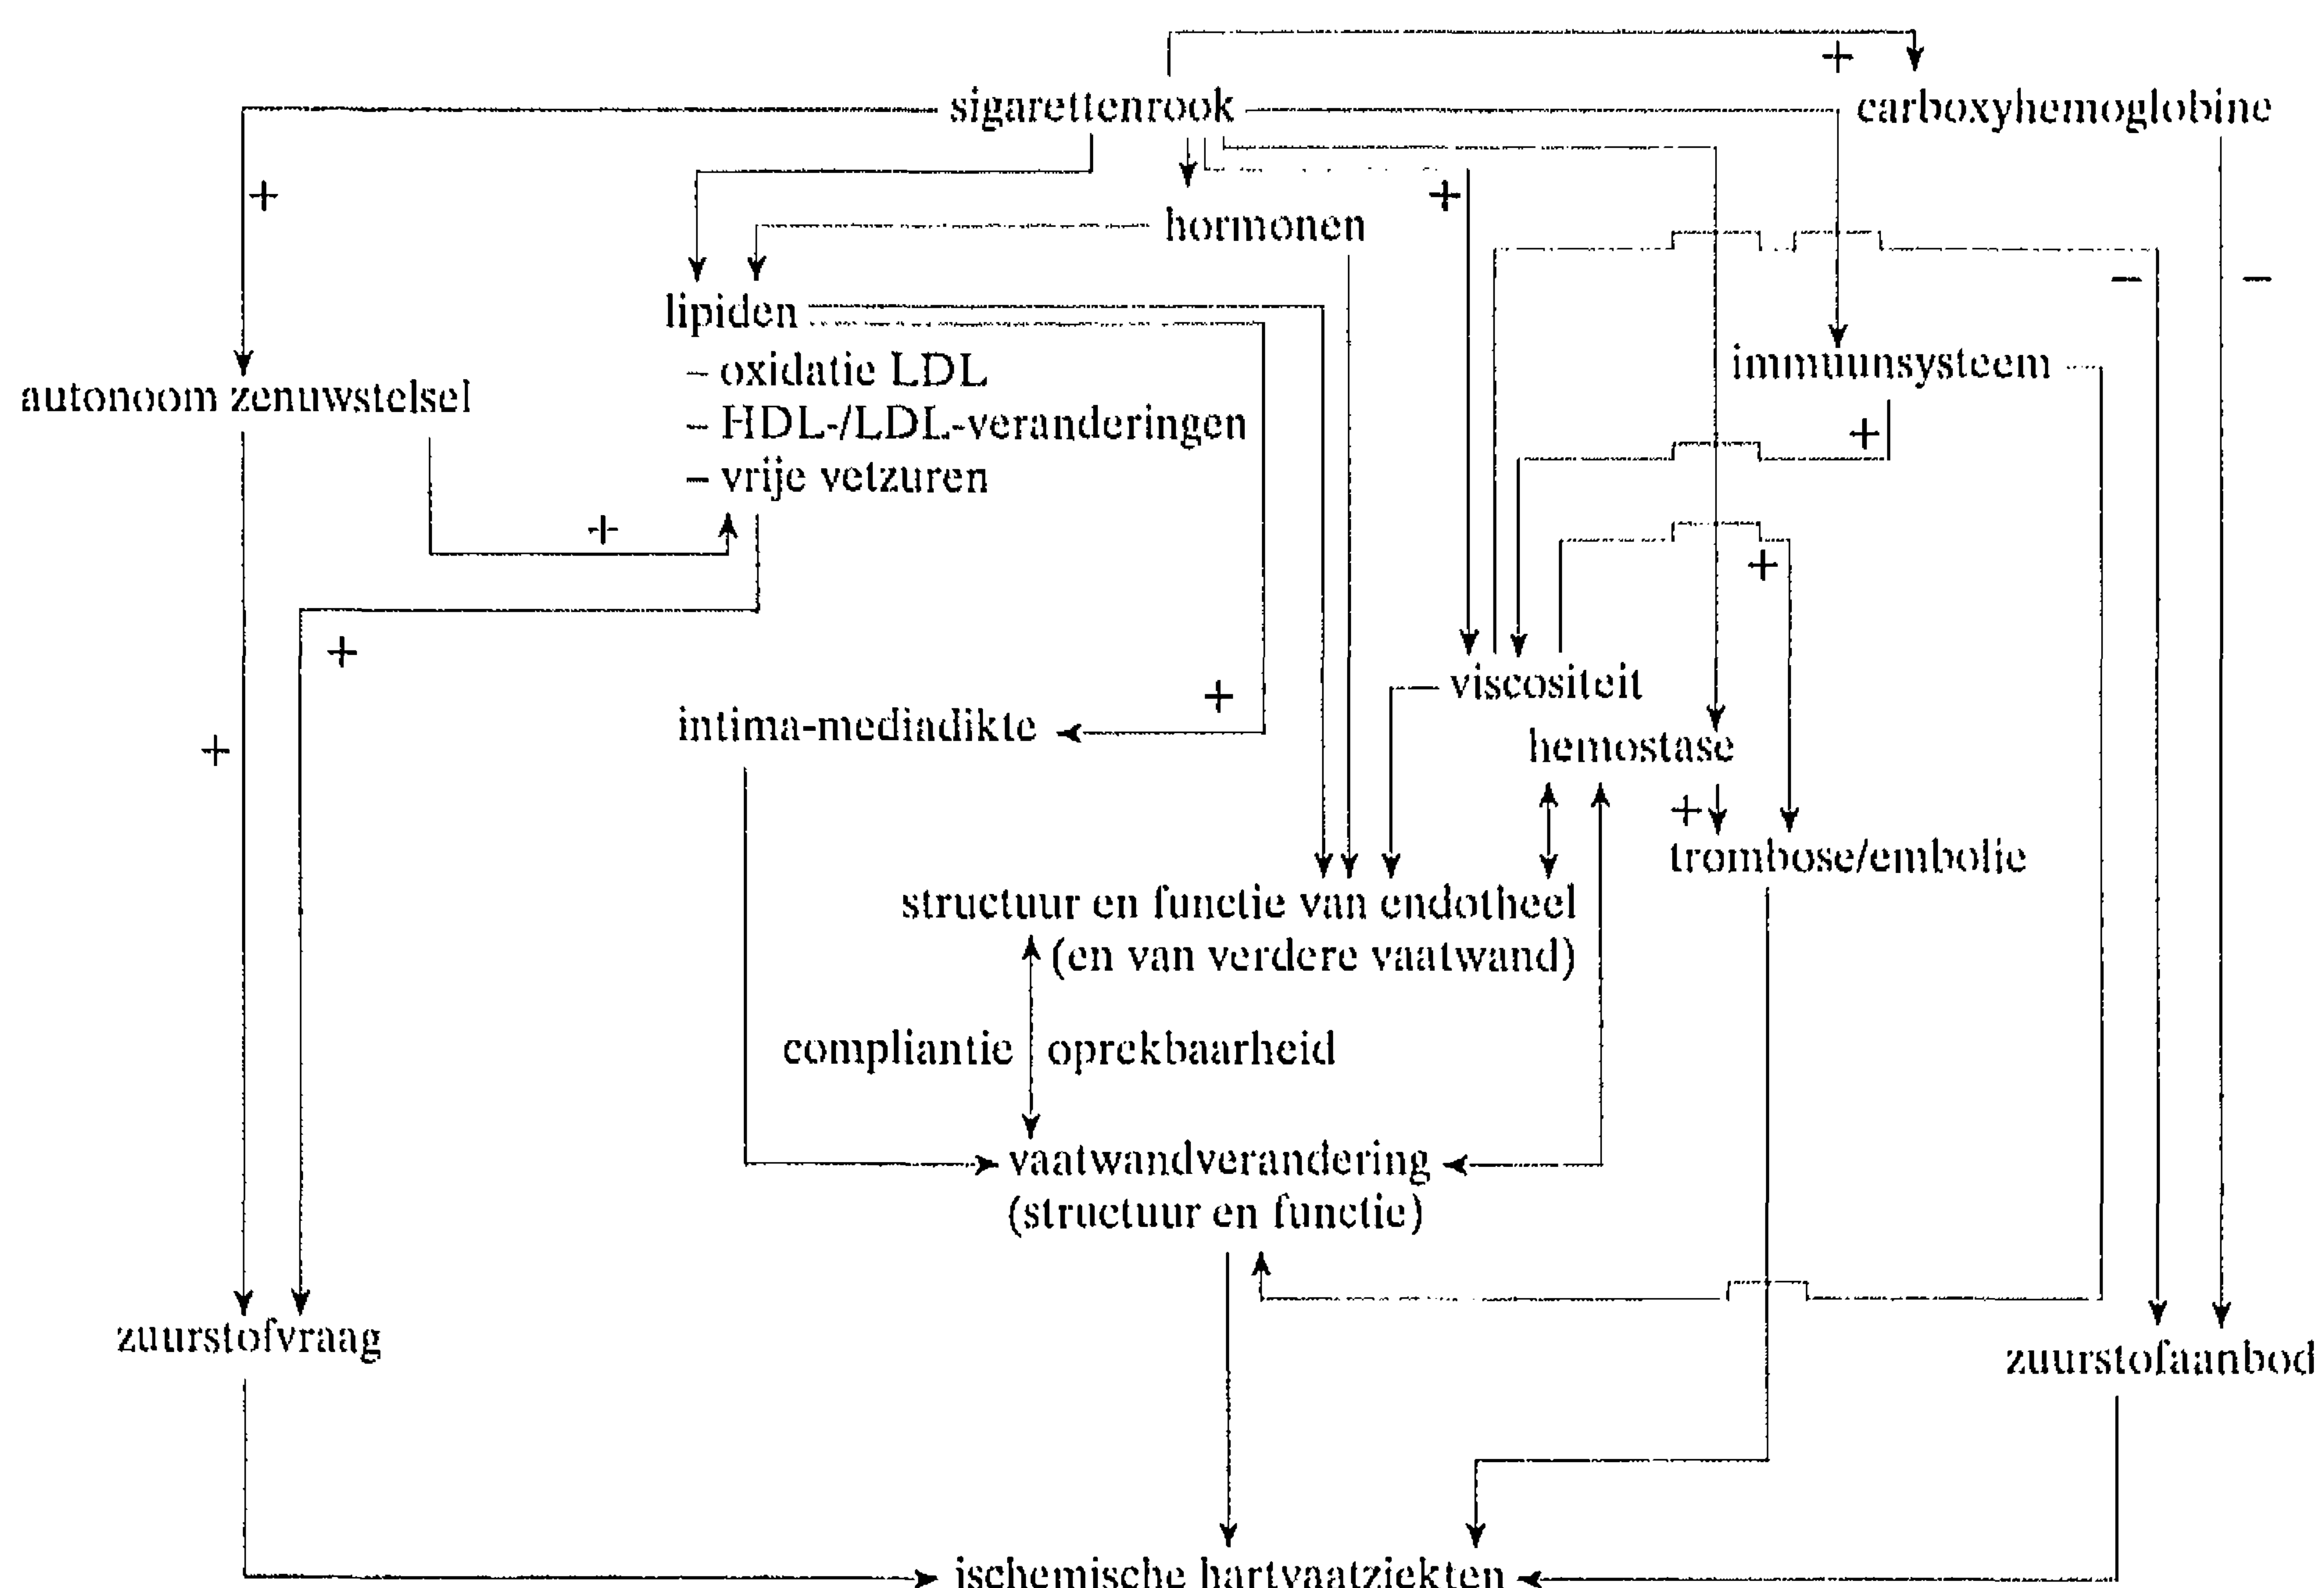 +
sigarettenrook
carboxyhemoglobine
+
+
hormonen
−
−
lipiden
immuunsysteem
– oxidatie LDL
autonoom zenuwstelsel
– HDL-/LDL-veranderingen
+
– vrije vetzuren
+
+
+
viscositeit
+
intima-mediadikte
hemostase
+
+
trombose/embolie
structuur en functie van endotheel
(en van verdere vaatwand)
compliantie
oprekbaarheid
vaatwandverandering
(structuur en functie)
zuurstofvraag
zuurstofaanbod
ischemische hartvaatziekten